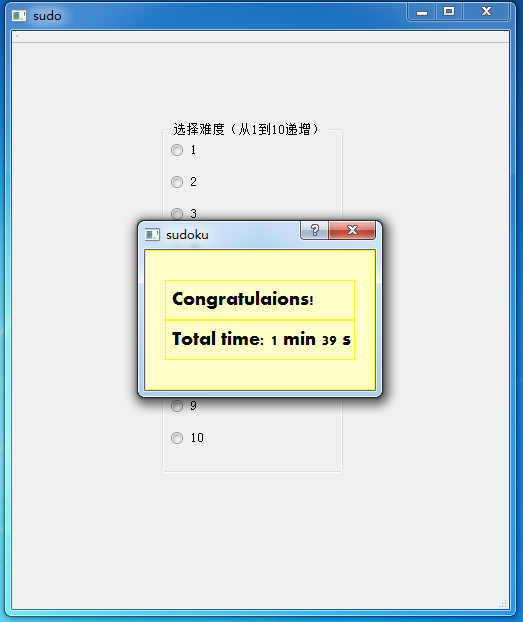 sudo
选择难度（从1到10递增）
1
2
3
sudoku
Congratulaions!
Total time: 1 min 39 s
9
10